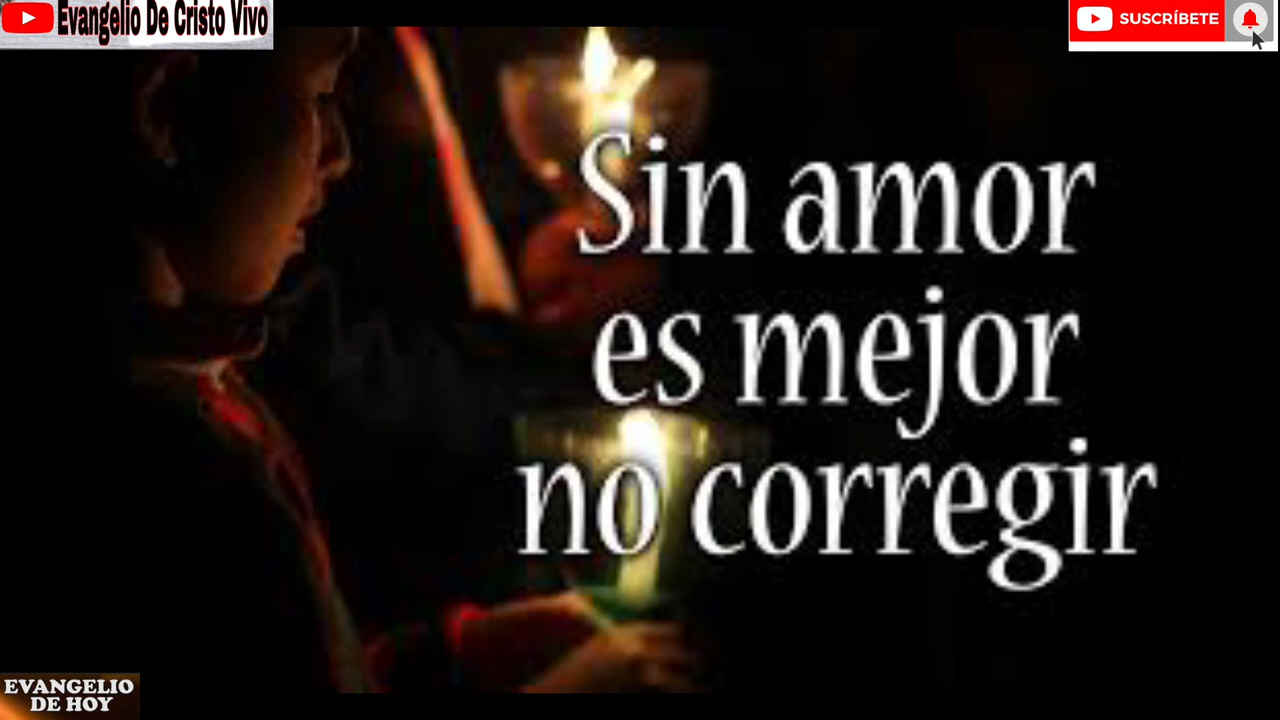 Evangelio De Cristo Vivo
SUSCRÍBETE
Sin amor
es mejor
no corregir
EVANGELIO
DE HOY